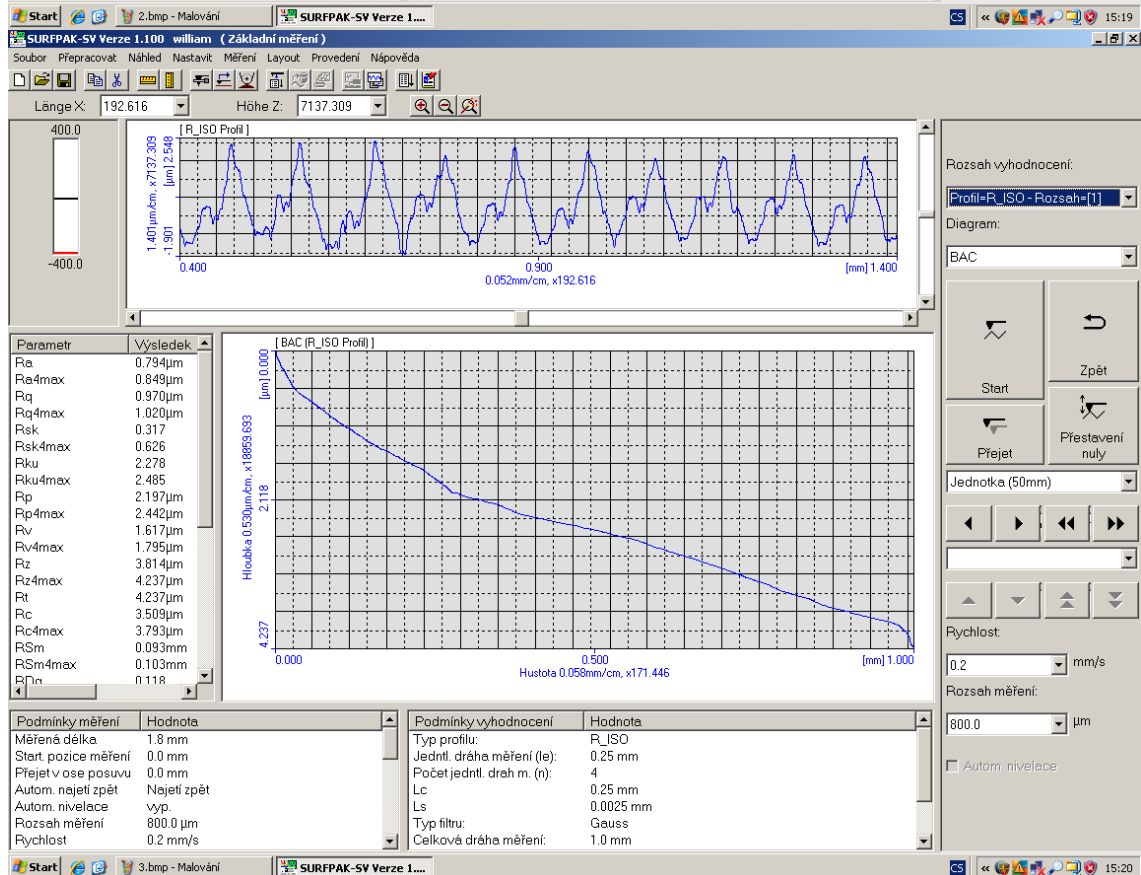 Start 2.bmp - Malování SURFPAK-SV Verze 1.... CS « 15:19
SURFPAK-SV Verze 1.100 william ( Základní měření )
Soubor Přepracovat Náhled Nastavit Měření Layout Provedení Nápověda
Länge X: 192.616 Höhe Z: 7137.309
400.0
-400.0
[ R_ISO Profil ]
1.401µm/cm, x7137.309
-1.901 [µm] 2.548
0.400 0.900 [mm] 1.400
0.052mm/cm, x192.616
Parametr Výsledek
Ra 0.794µm
Ra4max 0.849µm
Rq 0.970µm
Rq4max 1.020µm
Rsk 0.317
Rsk4max 0.626
Rku 2.278
Rku4max 2.485
Rp 2.197µm
Rp4max 2.442µm
Rv 1.617µm
Rv4max 1.795µm
Rz 3.814µm
Rz4max 4.237µm
Rt 4.237µm
Rc 3.509µm
Rc4max 3.793µm
RSm 0.093mm
RSm4max 0.103mm
RDq 0.118
[ BAC (R_ISO Profil) ]
Hloubka 0.530µm/cm, x18859.693
4.237 2.118 [µm] 0.000
0.000 0.500 [mm] 1.000
Hustota 0.058mm/cm, x171.446
Rozsah vyhodnocení:
Profil=R_ISO - Rozsah=[1]
Diagram:
BAC
Start
Zpět
Přejet
Přestavení
nuly
Jednotka (50mm)
Rychlost:
0.2 mm/s
Rozsah měření:
800.0 µm
Autom. nivelace
Podmínky měření Hodnota
Měřená délka 1.8 mm
Start. pozice měření 0.0 mm
Přejet v ose posuvu 0.0 mm
Autom. najetí zpět Najetí zpět
Autom. nivelace vyp.
Rozsah měření 800.0 µm
Rychlost 0.2 mm/s
Podmínky vyhodnocení Hodnota
Typ profilu: R_ISO
Jedntl. dráha měření (le): 0.25 mm
Počet jedntl. drah m. (n): 4
Lc 0.25 mm
Ls 0.0025 mm
Typ filtru: Gauss
Celková dráha měření: 1.0 mm
Start 3.bmp - Malování SURFPAK-SV Verze 1.... CS « 15:20